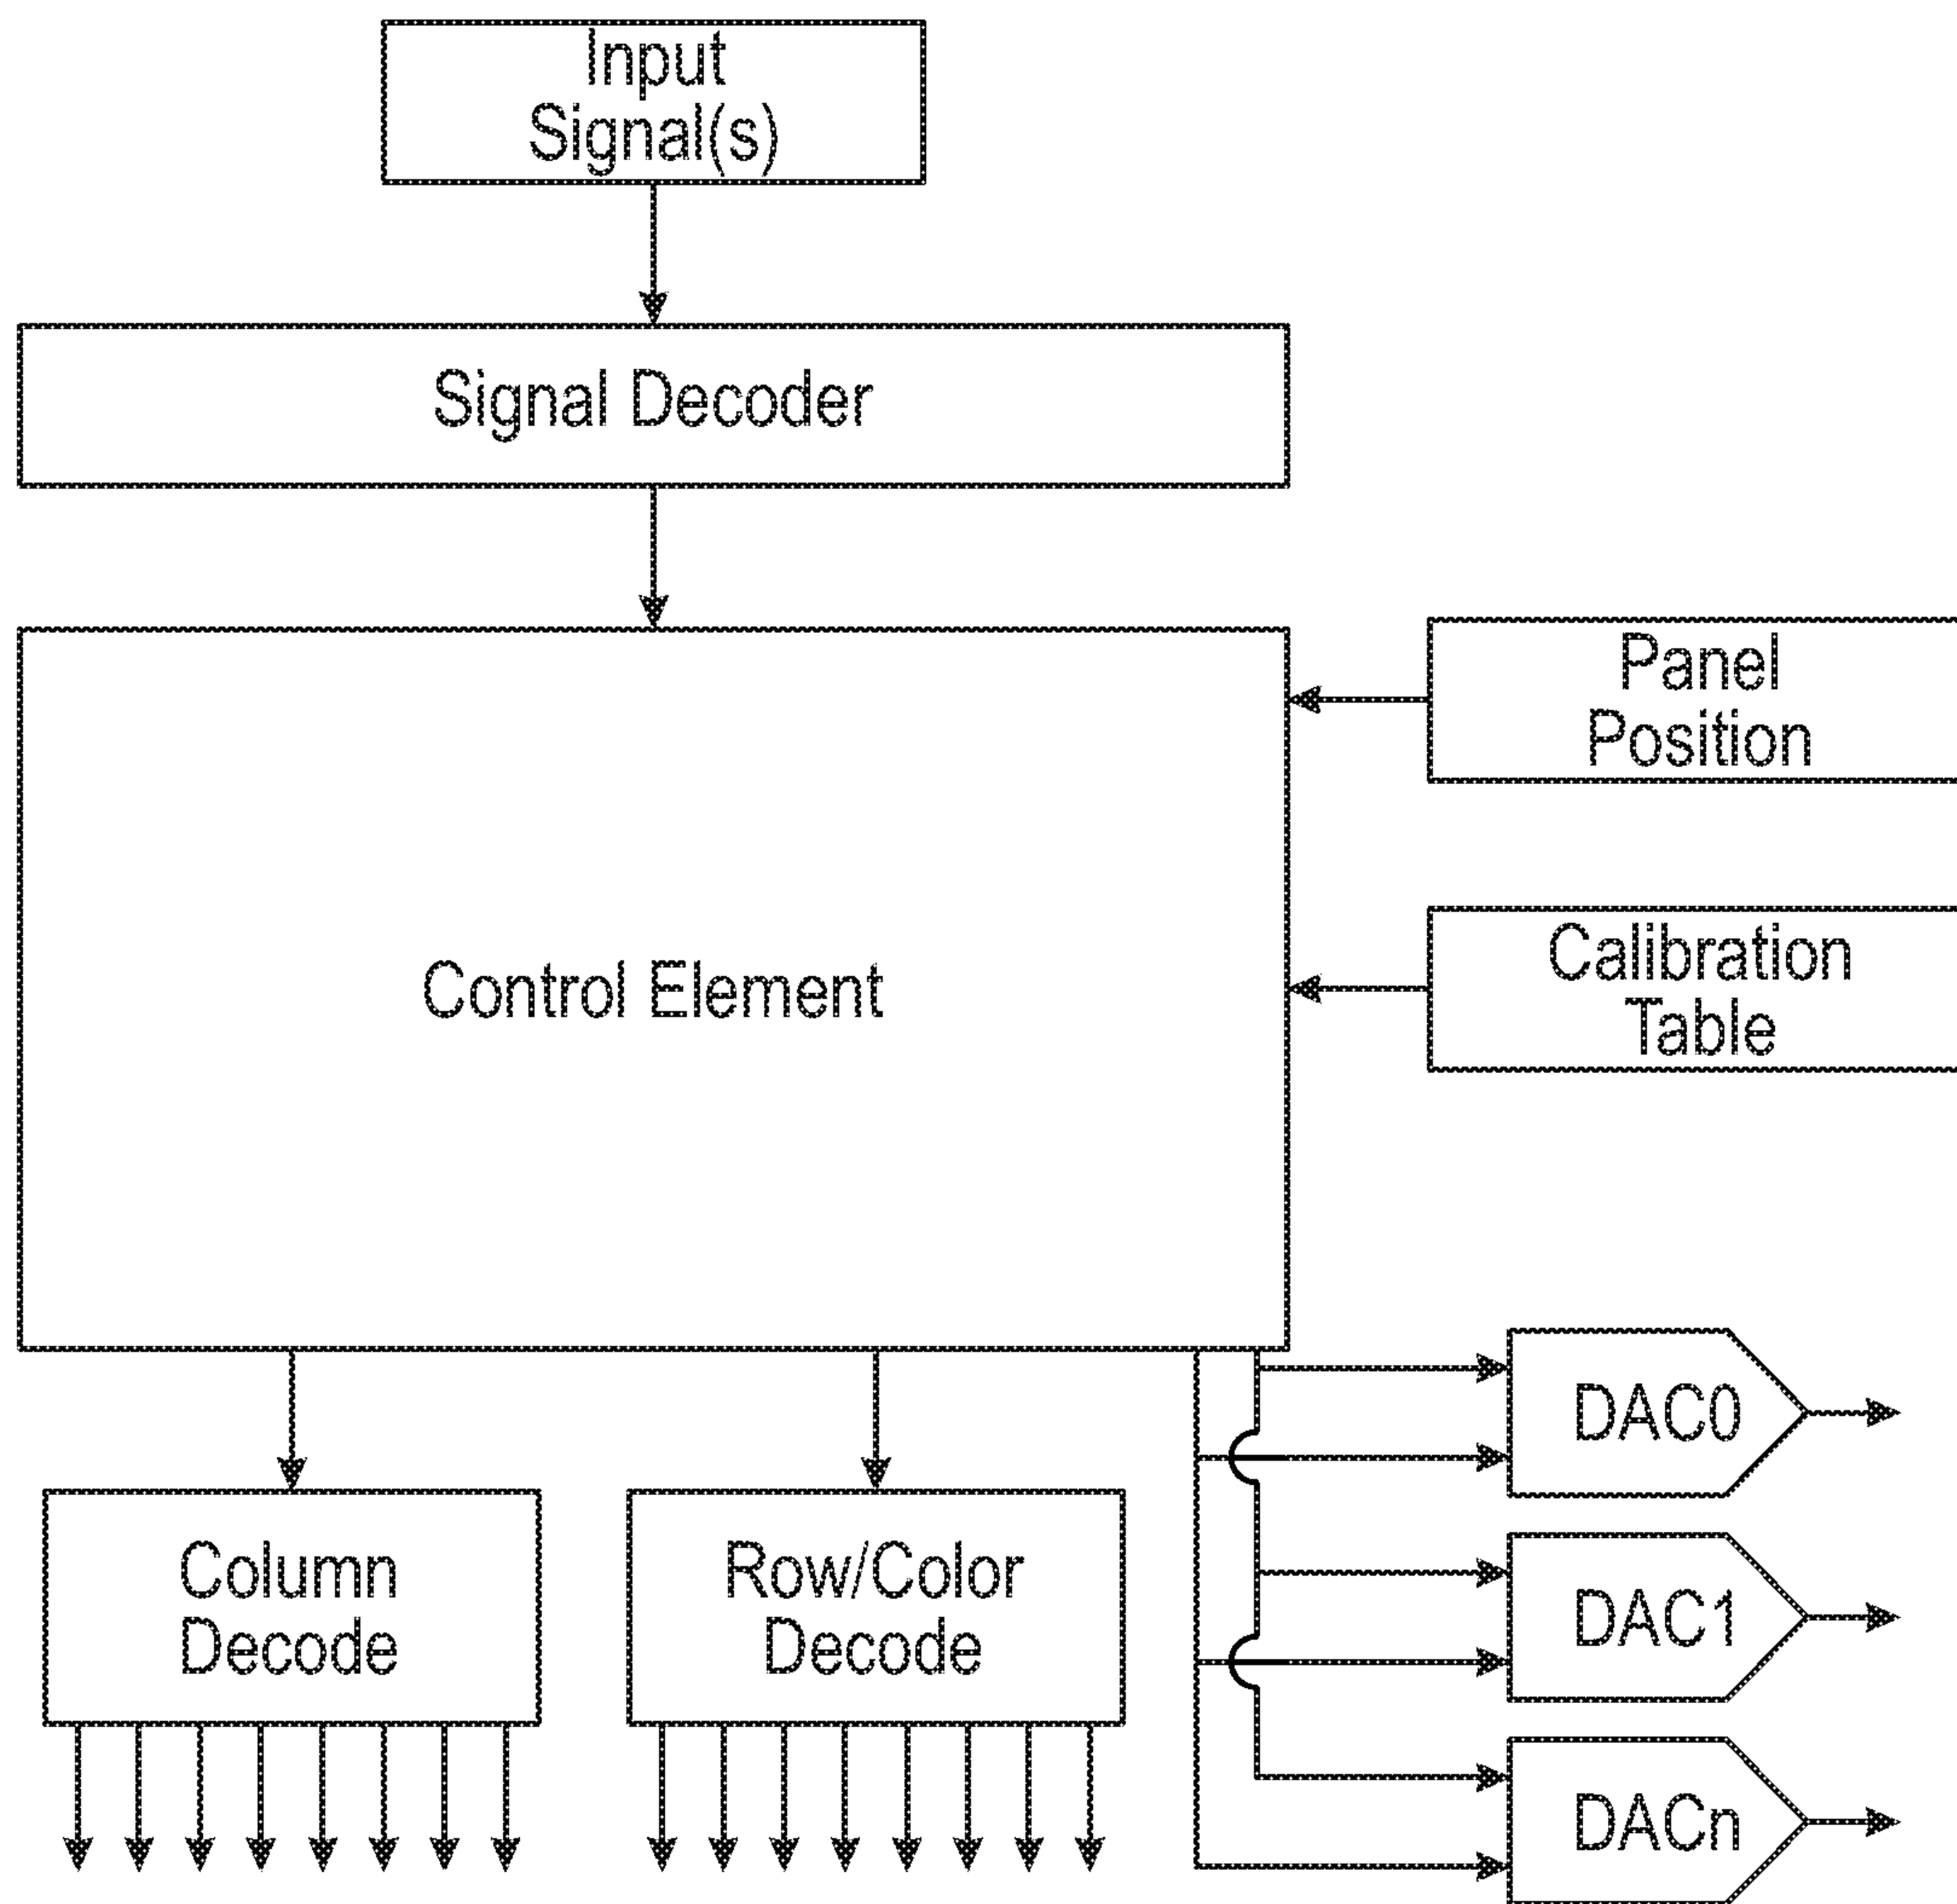 Input
Signal(s)
Signal Decoder
Control Element
Panel
Position
Calibration
Table
Column
Decode
Row/Color
Decode
DAC0
DAC1
DACn